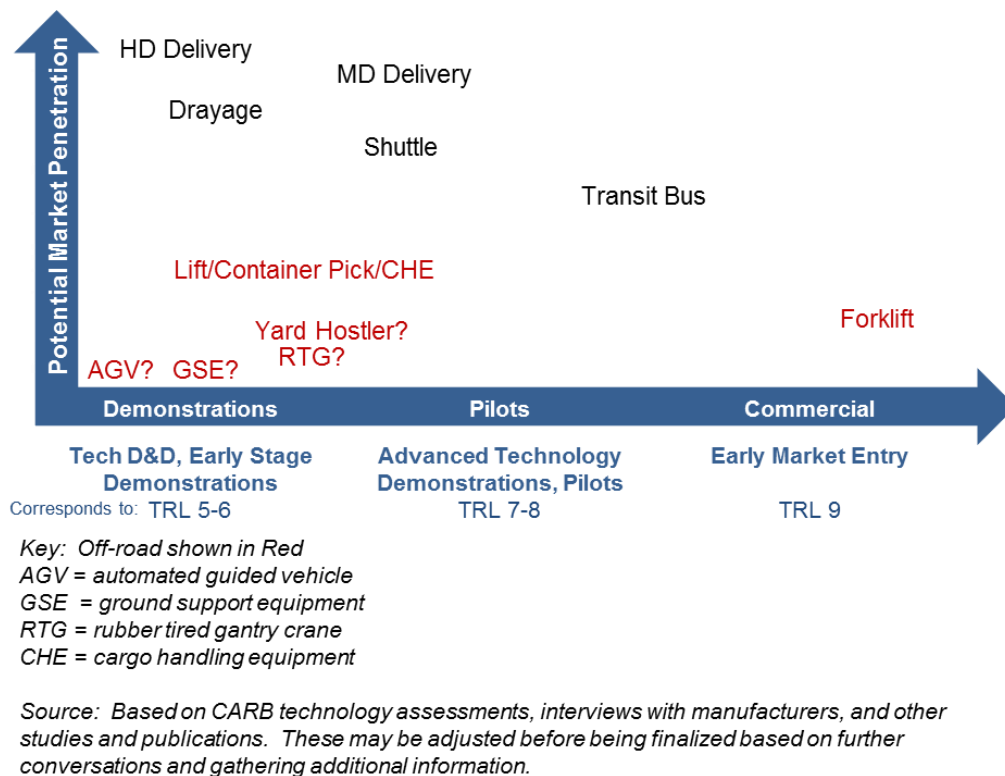 Potential Market Penetration
HD Delivery
MD Delivery
Drayage
Shuttle
Transit Bus
Lift/Container Pick/CHE
Yard Hostler?
Forklift
RTG?
AGV? GSE?
Demonstrations Pilots Commercial
Tech D&D, Early Stage
Demonstrations
Advanced Technology
Demonstrations, Pilots
Early Market Entry
Corresponds to: TRL 5-6 TRL 7-8 TRL 9
Key: Off-road shown in Red
AGV = automated guided vehicle
GSE = ground support equipment
RTG = rubber tired gantry crane
CHE = cargo handling equipment
Source: Based on CARB technology assessments, interviews with manufacturers, and other
studies and publications. These may be adjusted before being finalized based on further
conversations and gathering additional information.